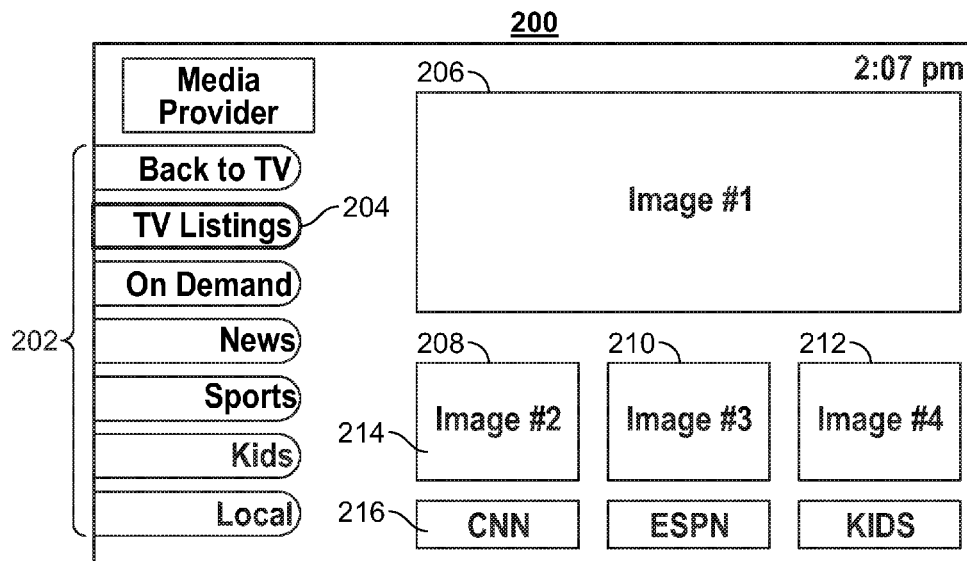 200
2:07 pm
Media
Provider
206
Back to TV
TV Listings
204
Image #1
On Demand
202
News
208
210
212
Sports
Image #2
Image #3
Image #4
214
Kids
Local
216
CNN
ESPN
KIDS